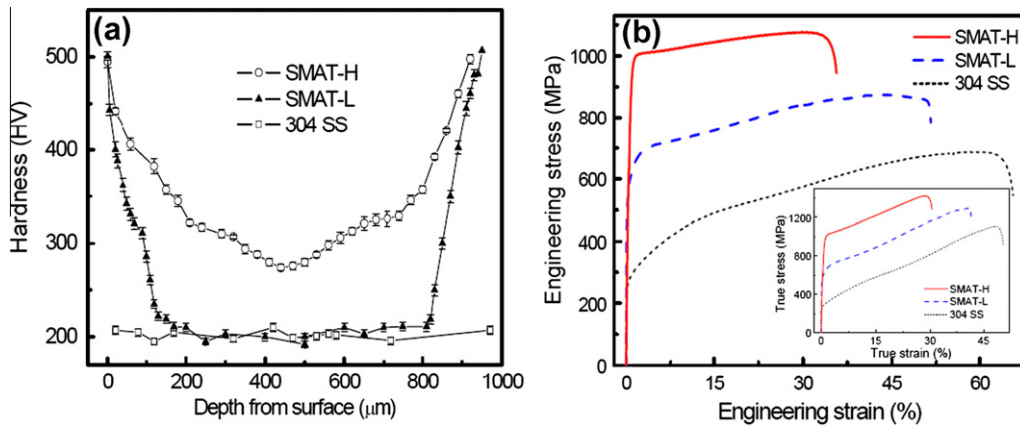 (a)
Hardness (HV)
500
400
300
200
SMAT-H
SMAT-L
304 SS
0
200
400
600
800
1000
Depth from surface (μm)
(b)
Engineering stress (MPa)
1000
800
600
400
200
0
SMAT-H
SMAT-L
304 SS
0
15
30
45
60
Engineering strain (%)
True stress (MPa)
1200
800
400
0
SMAT-H
SMAT-L
304 SS
0
15
30
45
True strain (%)